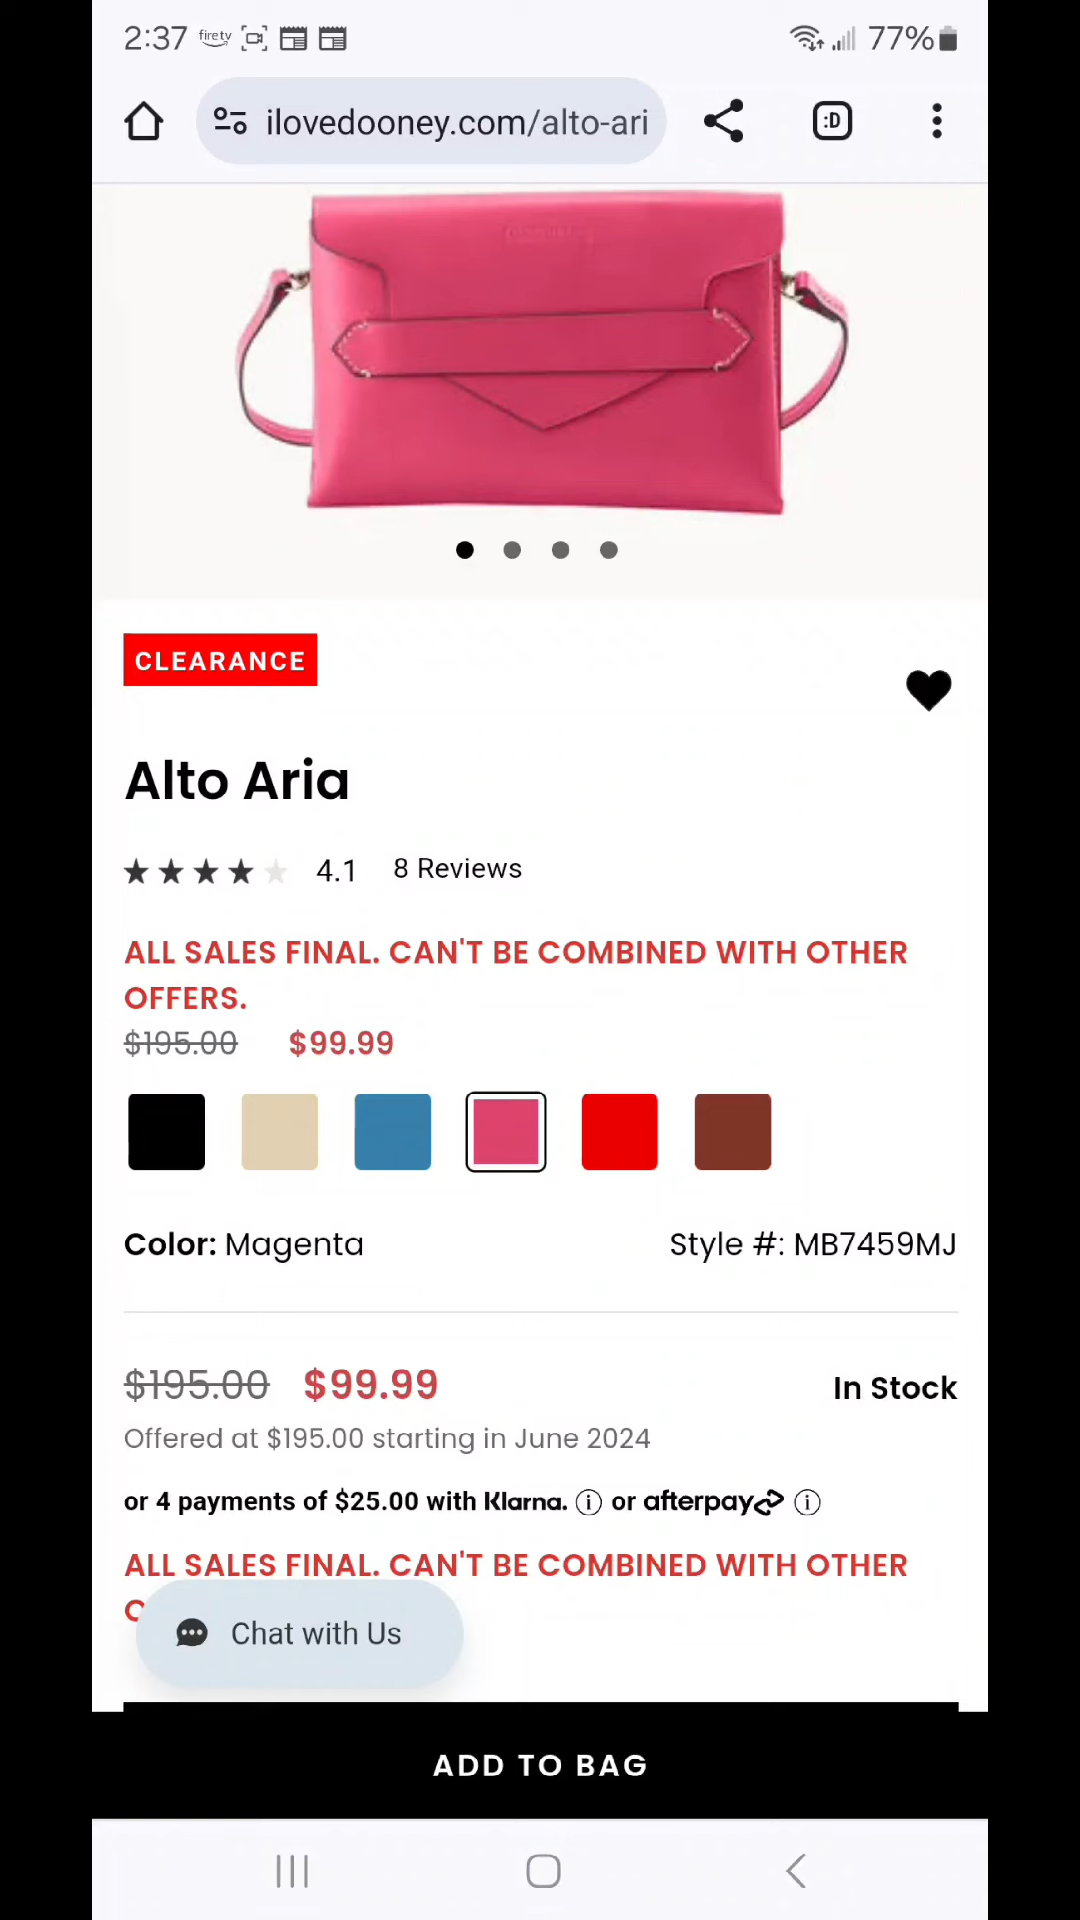 2:37 firetv 77%
ilovedooney.com/alto-ari :D
CLEARANCE
Alto Aria
4.1 8 Reviews
ALL SALES FINAL. CAN'T BE COMBINED WITH OTHER
OFFERS.
$195.00 $99.99
Color: Magenta Style #: MB7459MJ
$195.00 $99.99 In Stock
Offered at $195.00 starting in June 2024
or 4 payments of $25.00 with Klarna. or afterpay
ALL SALES FINAL. CAN'T BE COMBINED WITH OTHER
Chat with Us
ADD TO BAG